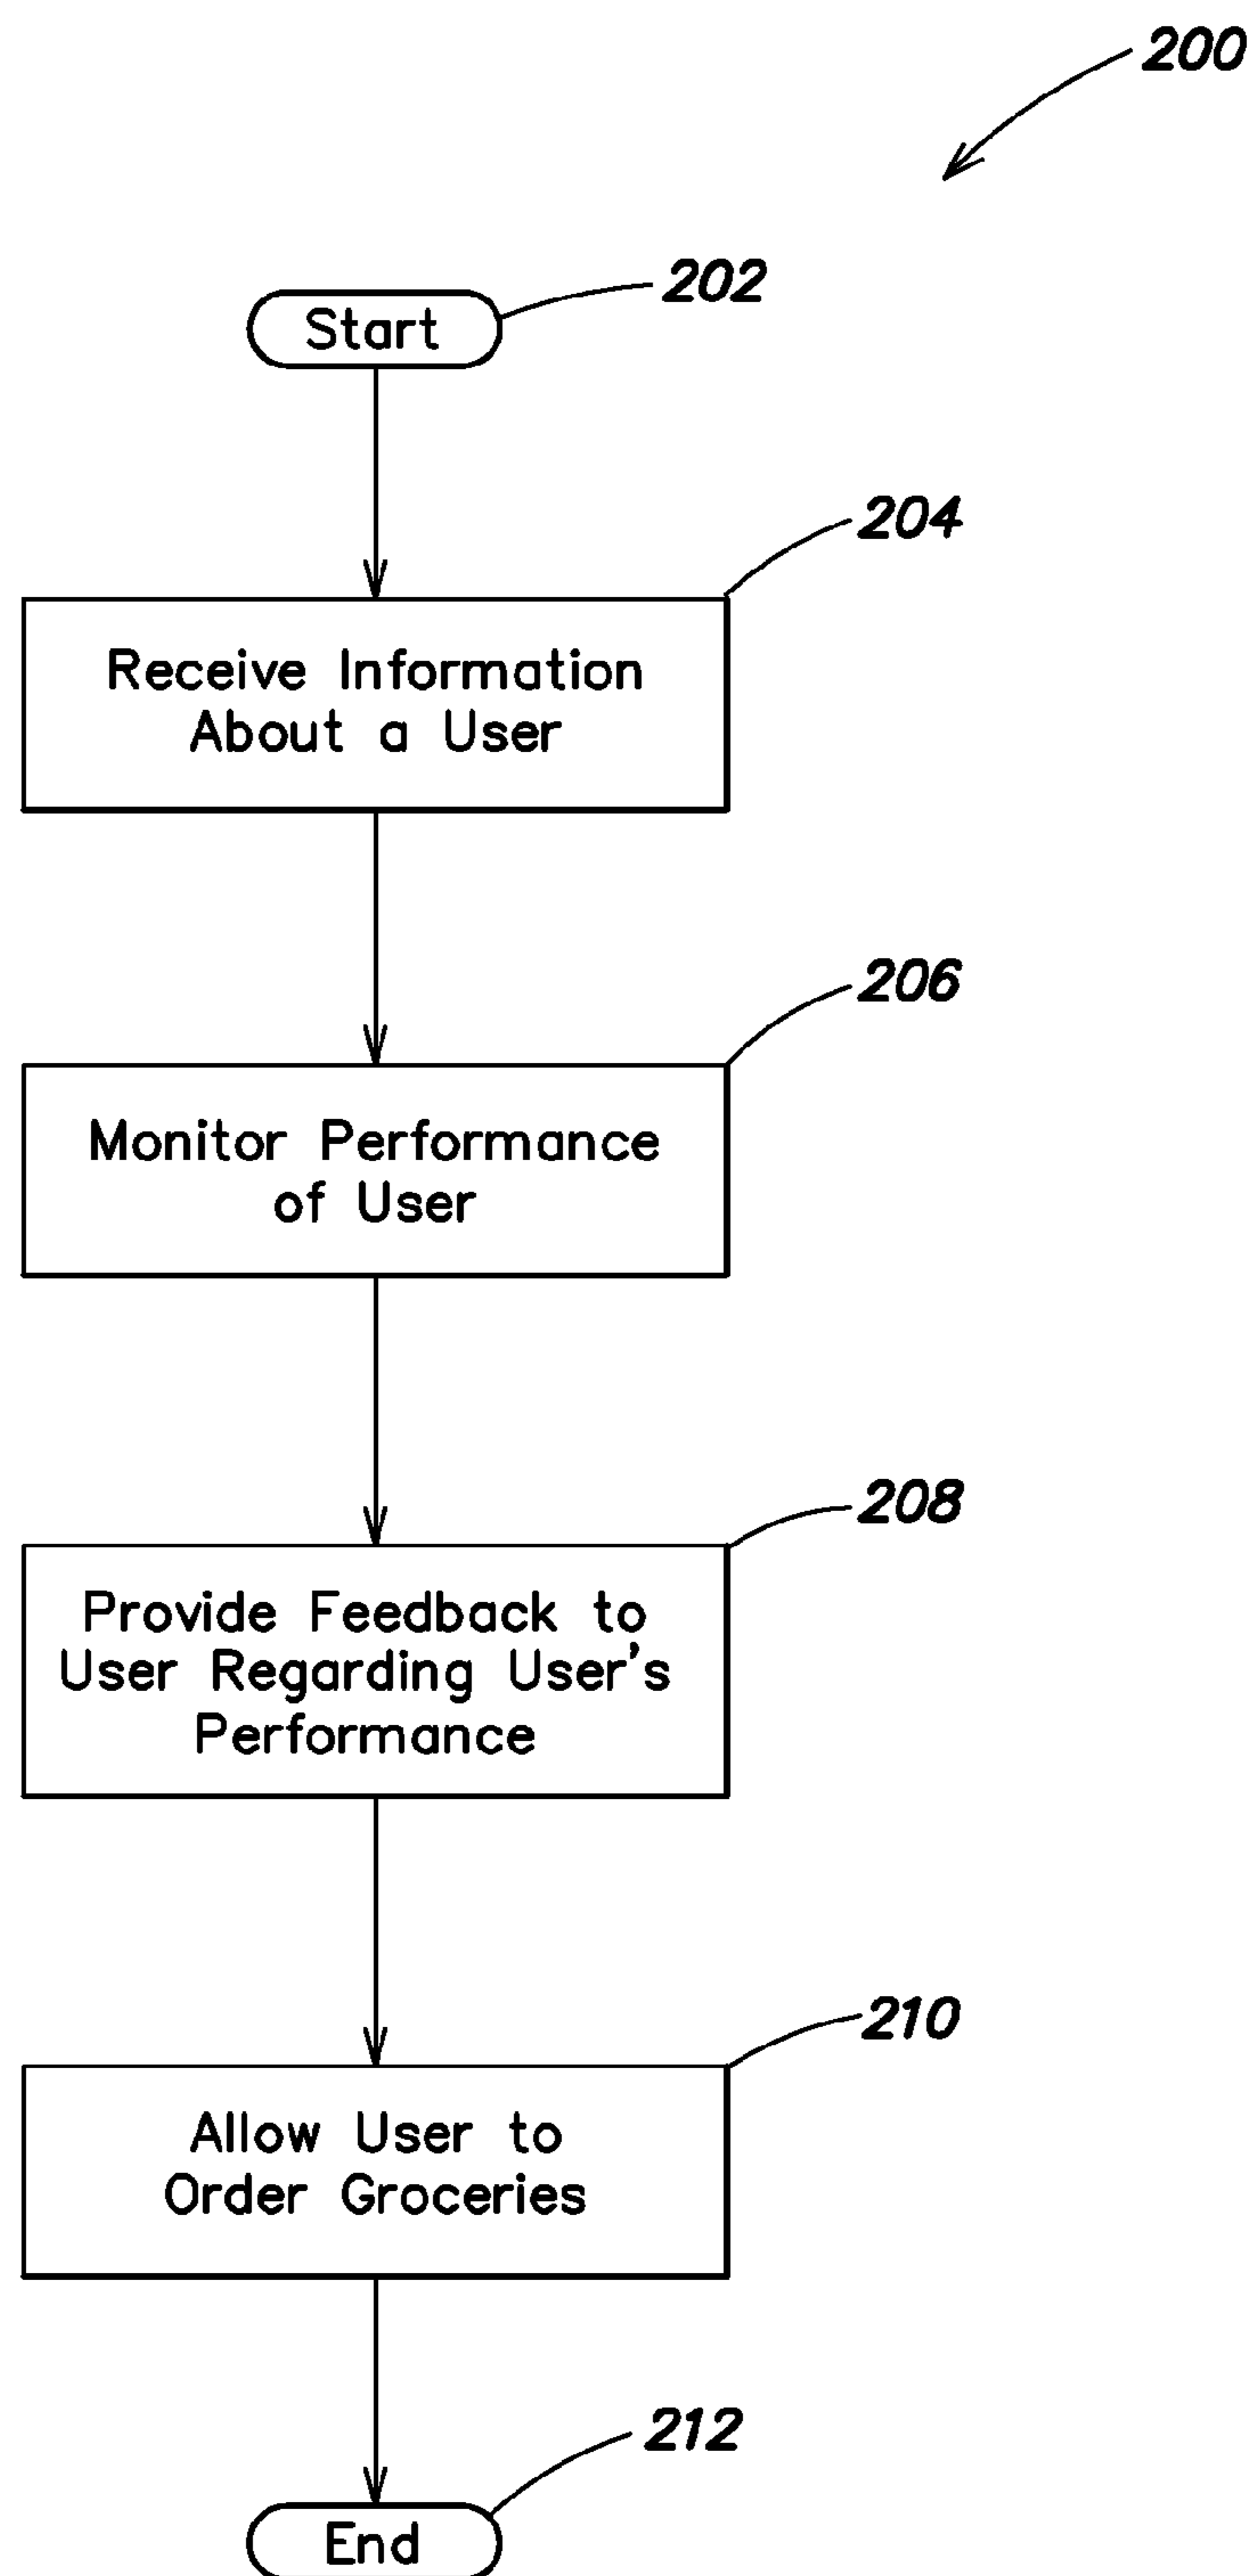 200
202
Start
204
Receive Information
About a User
206
Monitor Performance
of User
208
Provide Feedback to
User Regarding User's
Performance
210
Allow User to
Order Groceries
212
End